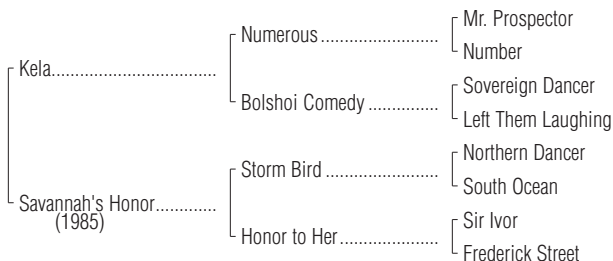 Mr. Prospector
Numerous
Number
Kela
Sovereign Dancer
Bolshoi Comedy
Left Them Laughing
Northern Dancer
Storm Bird
South Ocean
Savannah's Honor
(1985)
Sir Ivor
Honor to Her
Frederick Street